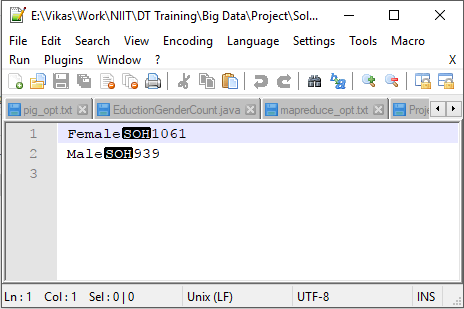 E:\Vikas\Work\NIIT\DT Training\Big Data\Project\Sol...
File Edit Search View Encoding Language Settings Tools Macro
Run Plugins Window ? X
pig_opt.txt EductionGenderCount.java mapreduce_opt.txt Proje
1 FemaleSOH1061
2 MaleSOH939
3
Ln : 1 Col : 1 Sel : 0 | 0 Unix (LF) UTF-8 INS